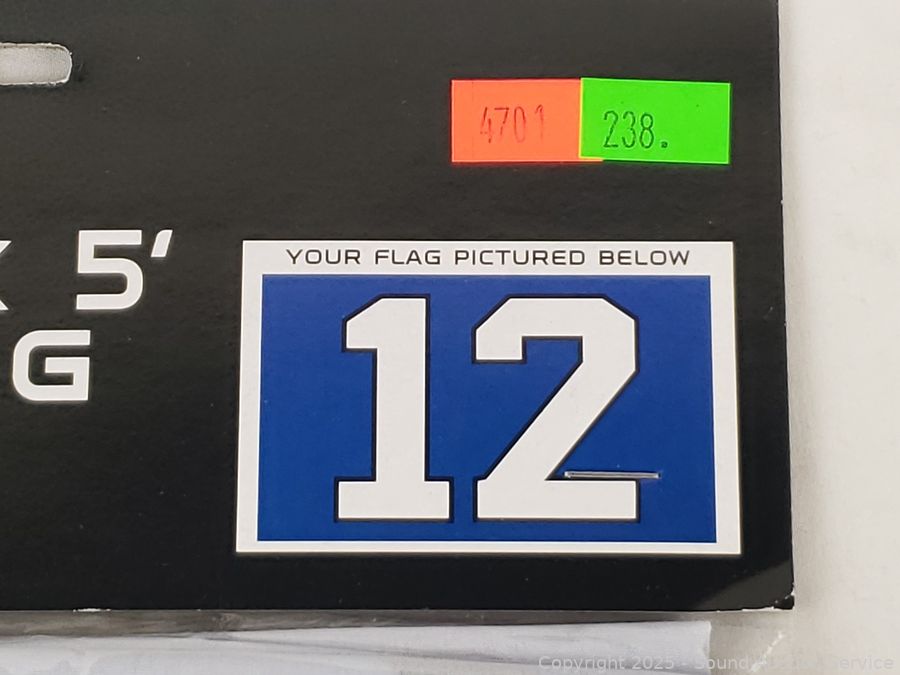 4701 238.
X 5'
G
YOUR FLAG PICTURED BELOW
12
Copyright 2025 - Sound Auction Service